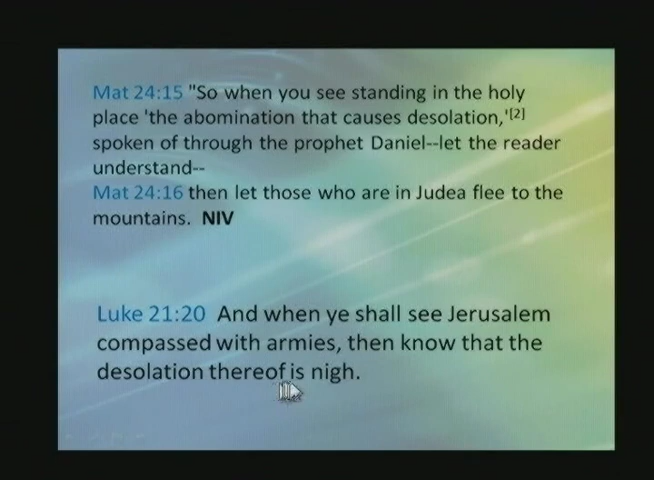 Mat 24:15 "So when you see standing in the holy
place 'the abomination that causes desolation,'[2]
spoken of through the prophet Daniel--let the reader
understand--
Mat 24:16 then let those who are in Judea flee to the
mountains. NIV
Luke 21:20 And when ye shall see Jerusalem
compassed with armies, then know that the
desolation thereof is nigh.